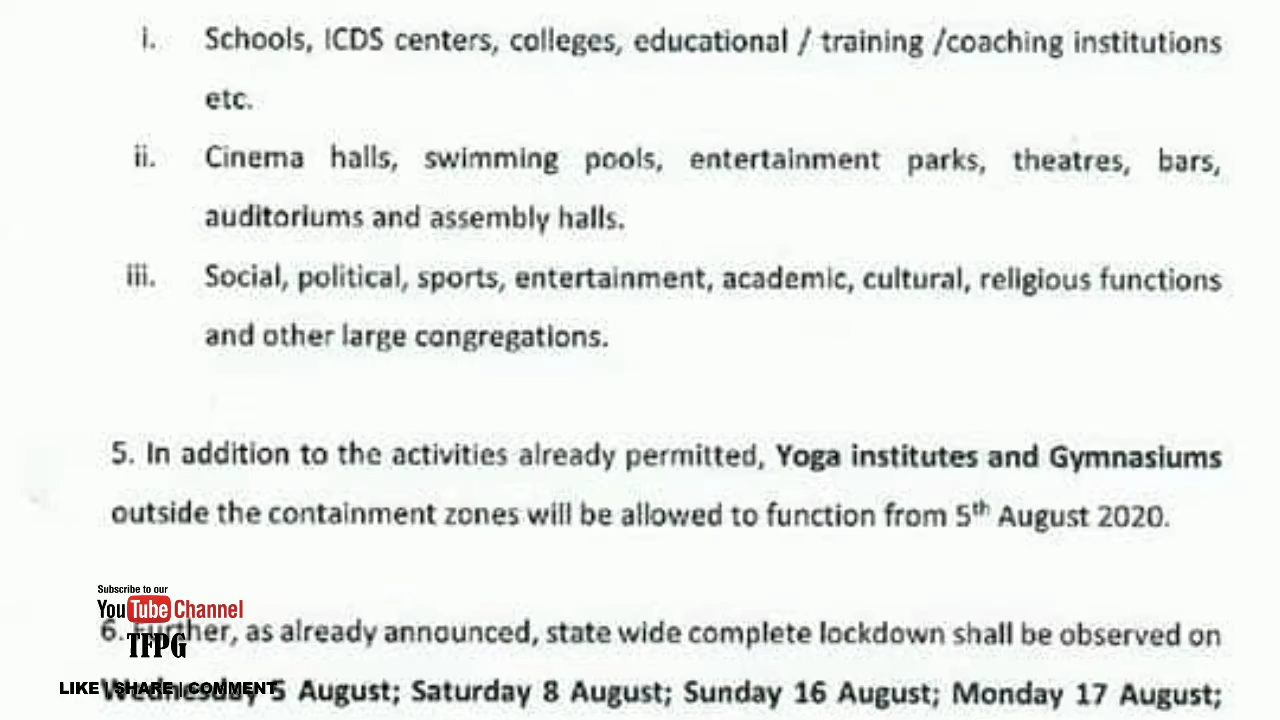 i. Schools, ICDS centers, colleges, educational / training /coaching institutions
etc.
ii. Cinema halls, swimming pools, entertainment parks, theatres, bars,
auditoriums and assembly halls.
iii. Social, political, sports, entertainment, academic, cultural, religious functions
and other large congregations.
5. In addition to the activities already permitted, Yoga institutes and Gymnasiums
outside the containment zones will be allowed to function from 5th August 2020.
Subscribe to our
YouTube Channel
TFPG
6. Further, as already announced, state wide complete lockdown shall be observed on
LIKE | SHARE | COMMENT
Wednesday 5 August; Saturday 8 August; Sunday 16 August; Monday 17 August;